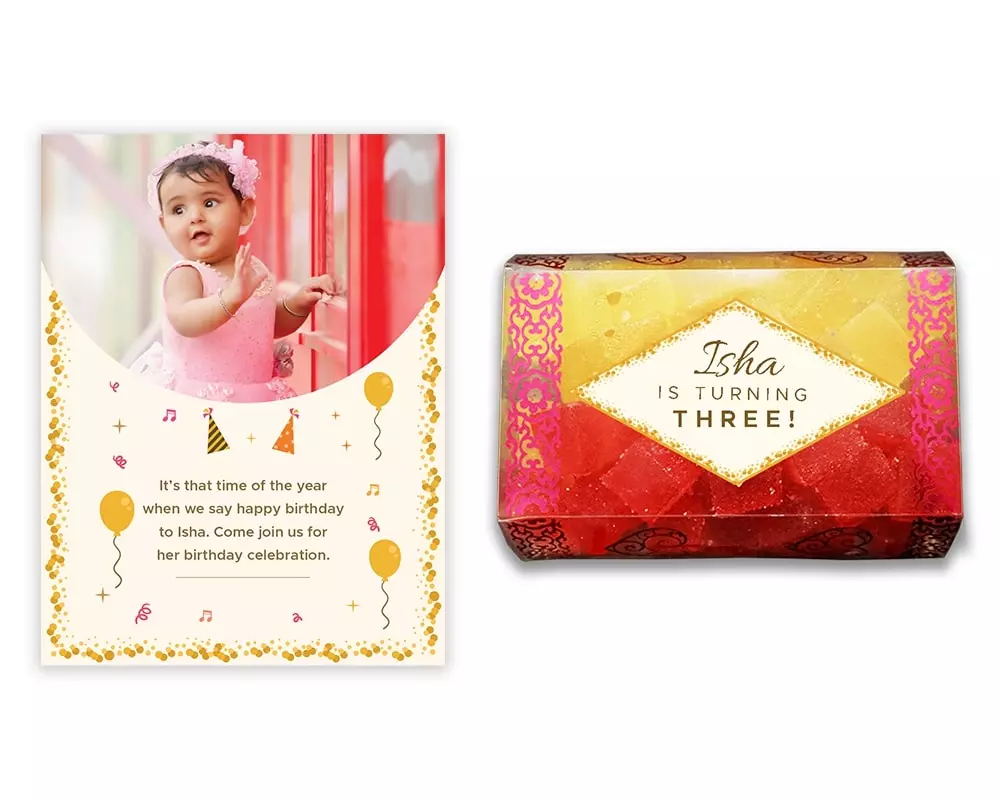 It's that time of the year
when we say happy birthday
to Isha. Come join us for
her birthday celebration.
Isha
IS TURNING
THREE!